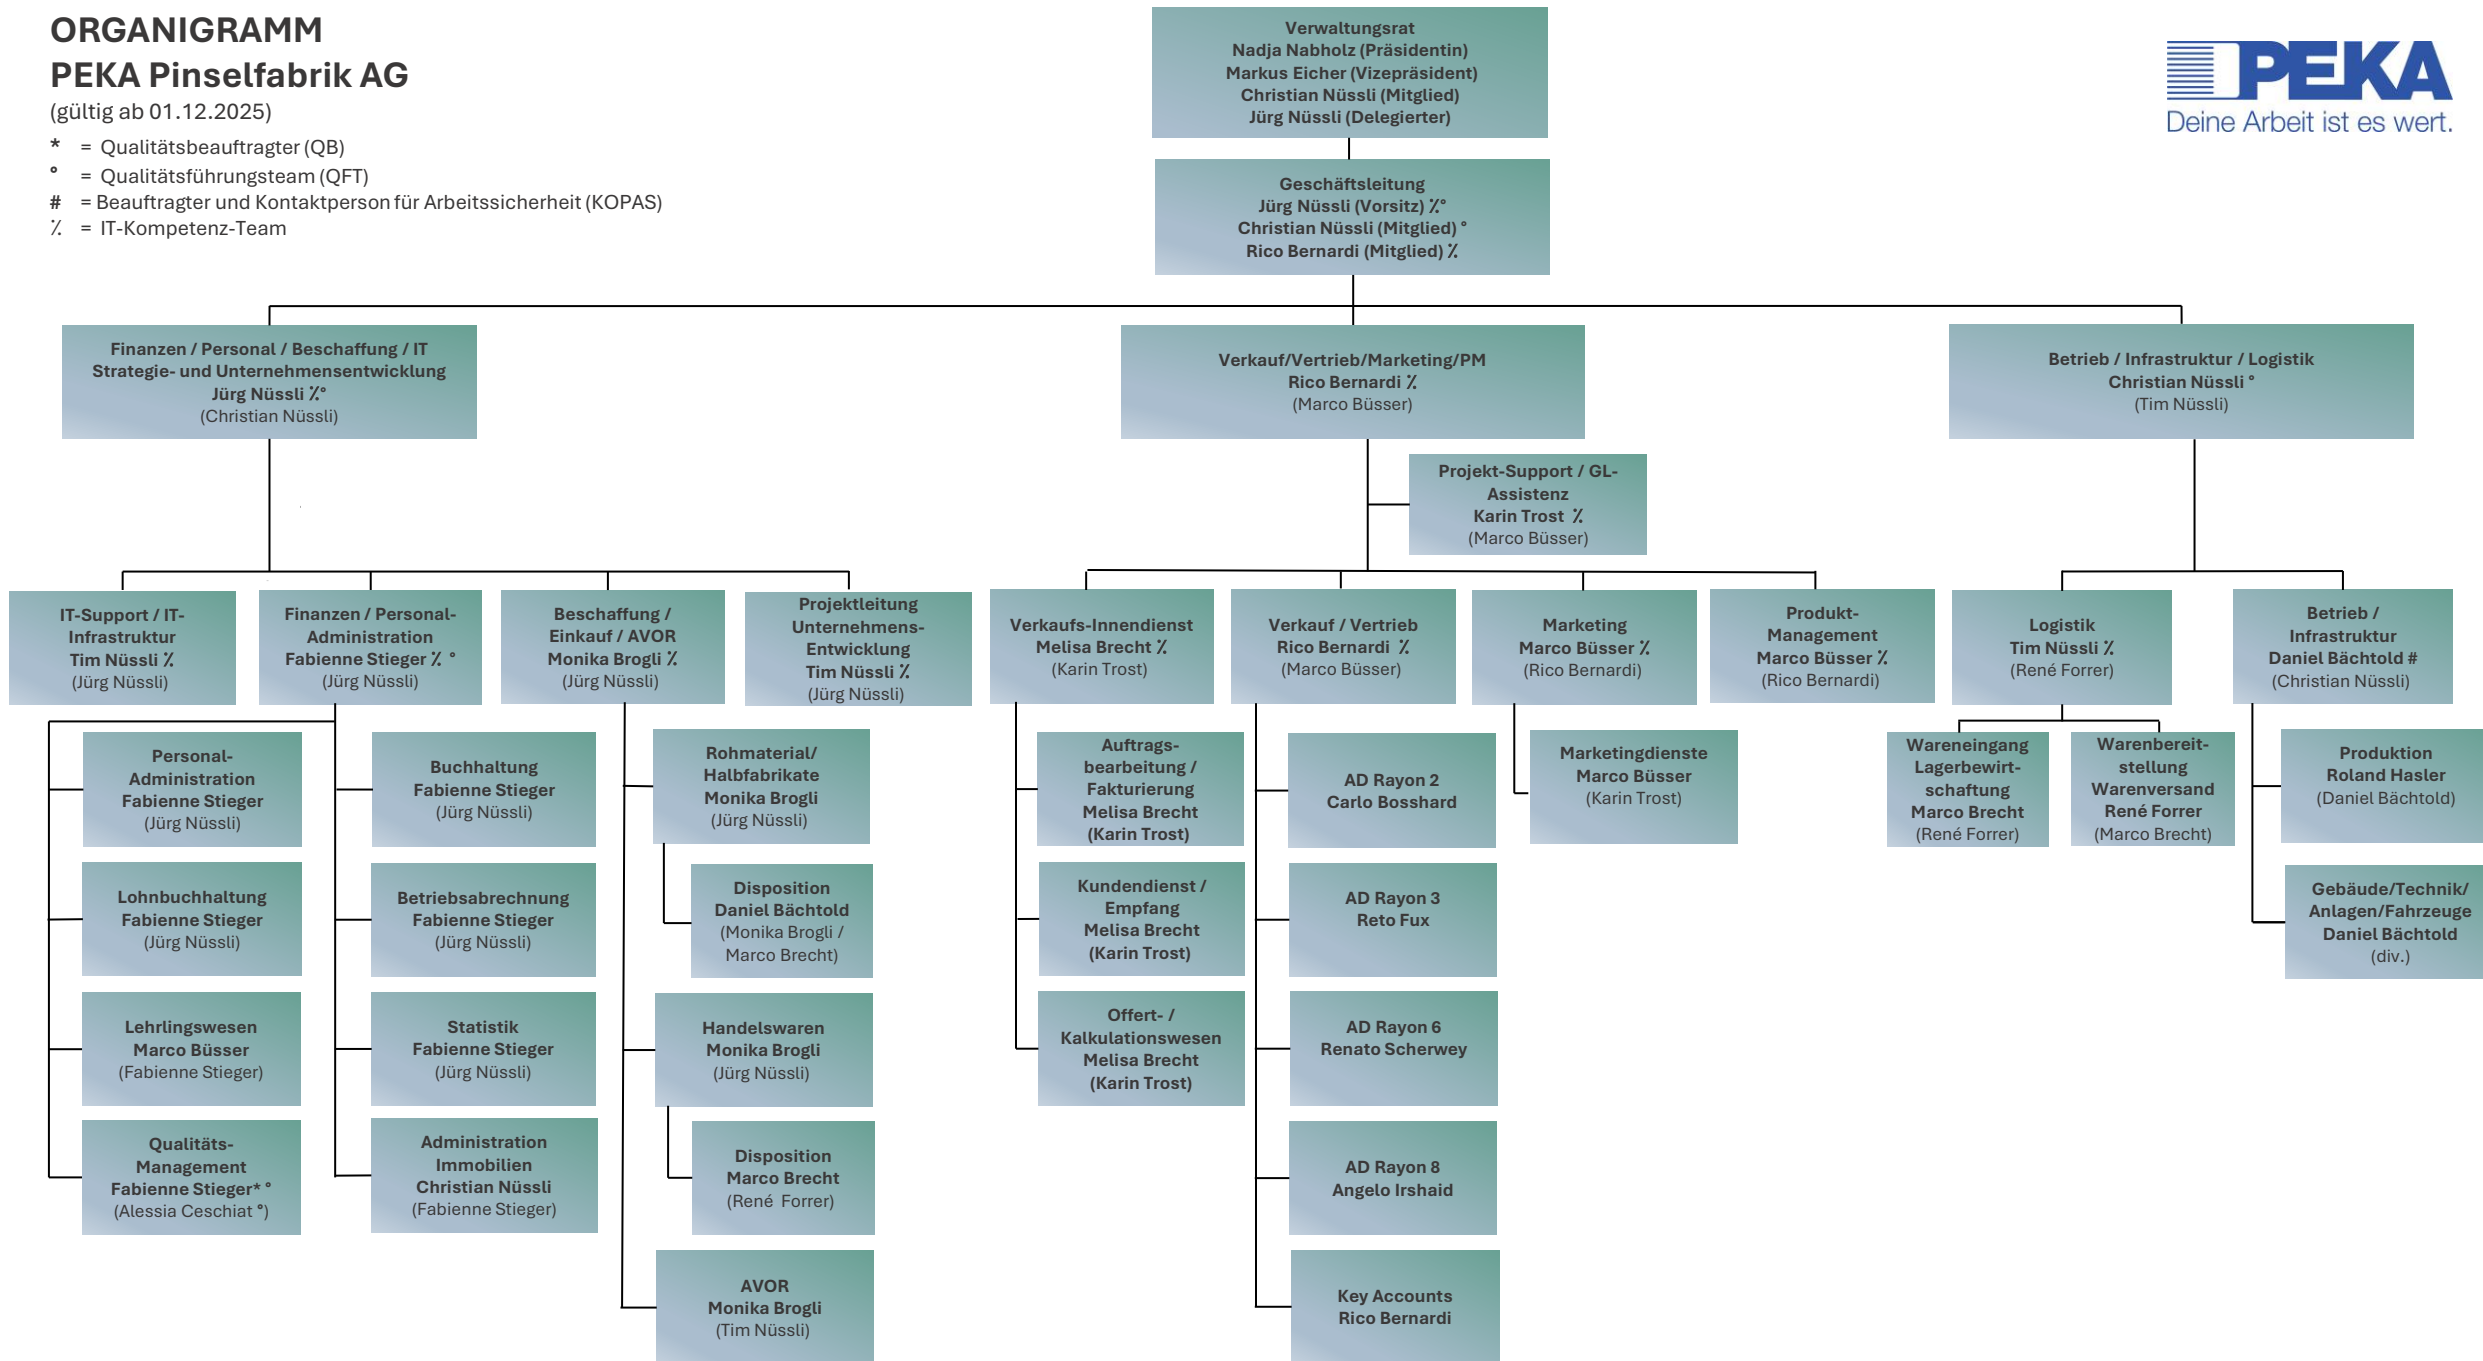 ORGANIGRAMM
PEKA Pinselfabrik AG
(gültig ab 01.12.2025)
* = Qualitätsbeauftragter (QB)
° = Qualitätsführungsteam (QFT)
# = Beauftragter und Kontaktperson für Arbeitssicherheit (KOPAS)
⁒ = IT-Kompetenz-Team
PEKA
Deine Arbeit ist es wert.
Verwaltungsrat
Nadja Nabholz (Präsidentin)
Markus Eicher (Vizepräsident)
Christian Nüssli (Mitglied)
Jürg Nüssli (Delegierter)
Geschäftsleitung
Jürg Nüssli (Vorsitz) ⁒°
Christian Nüssli (Mitglied) °
Rico Bernardi (Mitglied) ⁒
Finanzen / Personal / Beschaffung / IT
Strategie- und Unternehmensentwicklung
Jürg Nüssli ⁒°
(Christian Nüssli)
Verkauf/Vertrieb/Marketing/PM
Rico Bernardi ⁒
(Marco Büsser)
Betrieb / Infrastruktur / Logistik
Christian Nüssli °
(Tim Nüssli)
Projekt-Support / GL-
Assistenz
Karin Trost ⁒
(Marco Büsser)
IT-Support / IT-
Infrastruktur
Tim Nüssli ⁒
(Jürg Nüssli)
Finanzen / Personal-
Administration
Fabienne Stieger ⁒ °
(Jürg Nüssli)
Beschaffung /
Einkauf / AVOR
Monika Brogli ⁒
(Jürg Nüssli)
Projektleitung
Unternehmens-
Entwicklung
Tim Nüssli ⁒
(Jürg Nüssli)
Verkaufs-Innendienst
Melisa Brecht ⁒
(Karin Trost)
Verkauf / Vertrieb
Rico Bernardi ⁒
(Marco Büsser)
Marketing
Marco Büsser ⁒
(Rico Bernardi)
Produkt-
Management
Marco Büsser ⁒
(Rico Bernardi)
Logistik
Tim Nüssli ⁒
(René Forrer)
Betrieb /
Infrastruktur
Daniel Bächtold #
(Christian Nüssli)
Personal-
Administration
Fabienne Stieger
(Jürg Nüssli)
Buchhaltung
Fabienne Stieger
(Jürg Nüssli)
Rohmaterial/
Halbfabrikate
Monika Brogli
(Jürg Nüssli)
Auftrags-
bearbeitung /
Fakturierung
Melisa Brecht
(Karin Trost)
AD Rayon 2
Carlo Bosshard
Marketingdienste
Marco Büsser
(Karin Trost)
Wareneingang
Lagerbewirt-
schaftung
Marco Brecht
(René Forrer)
Warenbereit-
stellung
Warenversand
René Forrer
(Marco Brecht)
Produktion
Roland Hasler
(Daniel Bächtold)
Lohnbuchhaltung
Fabienne Stieger
(Jürg Nüssli)
Betriebsabrechnung
Fabienne Stieger
(Jürg Nüssli)
Disposition
Daniel Bächtold
(Monika Brogli /
Marco Brecht)
Kundendienst /
Empfang
Melisa Brecht
(Karin Trost)
AD Rayon 3
Reto Fux
Gebäude/Technik/
Anlagen/Fahrzeuge
Daniel Bächtold
(div.)
Lehrlingswesen
Marco Büsser
(Fabienne Stieger)
Statistik
Fabienne Stieger
(Jürg Nüssli)
Handelswaren
Monika Brogli
(Jürg Nüssli)
Offert- /
Kalkulationswesen
Melisa Brecht
(Karin Trost)
AD Rayon 6
Renato Scherwey
Qualitäts-
Management
Fabienne Stieger* °
(Alessia Ceschiat °)
Administration
Immobilien
Christian Nüssli
(Fabienne Stieger)
Disposition
Marco Brecht
(René Forrer)
AD Rayon 8
Angelo Irshaid
AVOR
Monika Brogli
(Tim Nüssli)
Key Accounts
Rico Bernardi